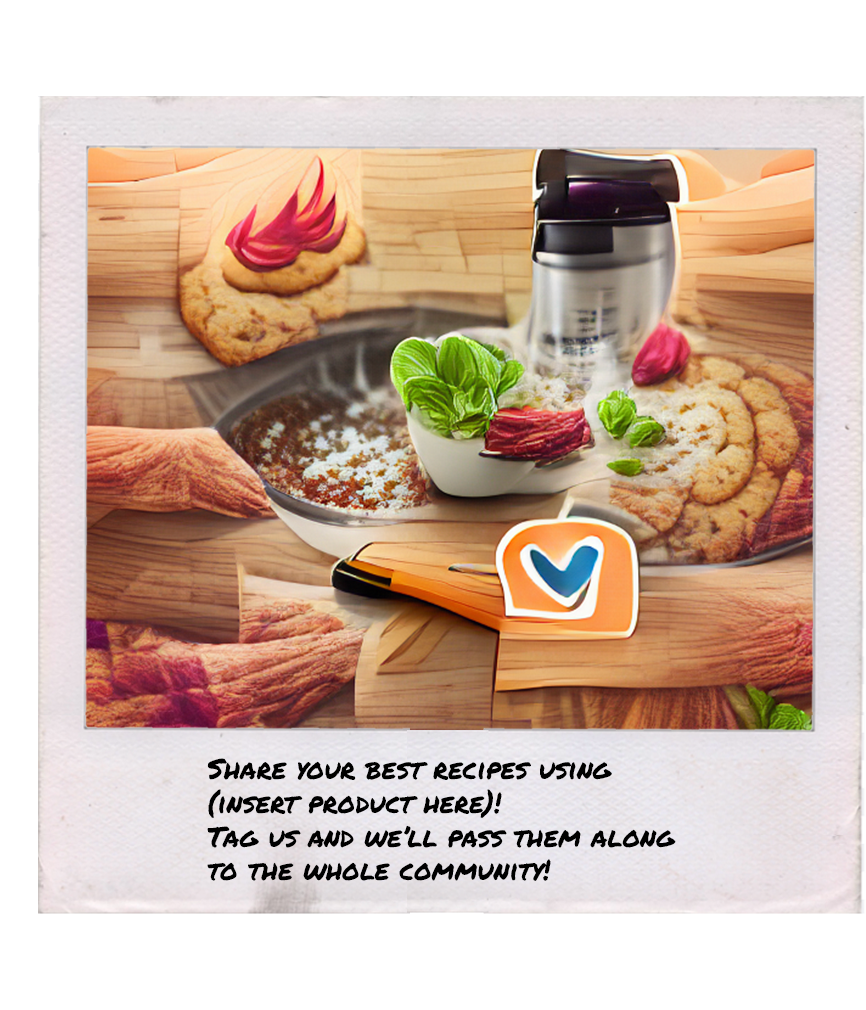 Share your best recipes using
(insert product here)!
Tag us and we'll pass them along
to the whole community!